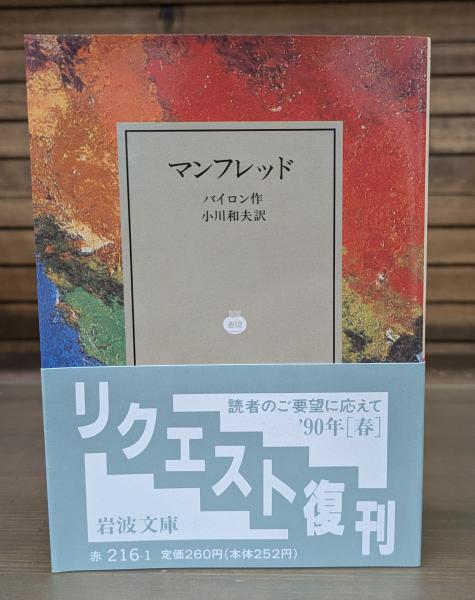 マンフレッド
バイロン作
小川和夫訳
読者のご要望に応えて
'90年[春]
リクエスト復刊
岩波文庫
赤 216-1 定価260円(本体252円)